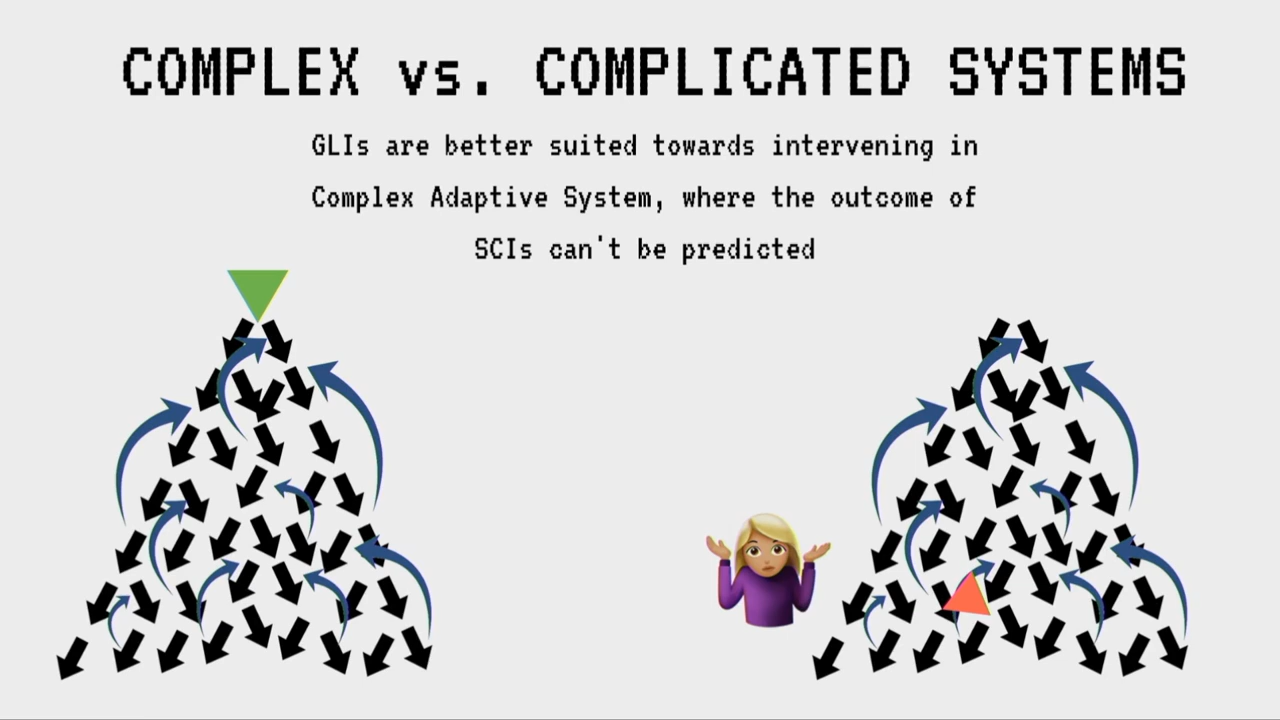 COMPLEX vs. COMPLICATED SYSTEMS
GLIs are better suited towards intervening in
Complex Adaptive System, where the outcome of
SCIs can't be predicted